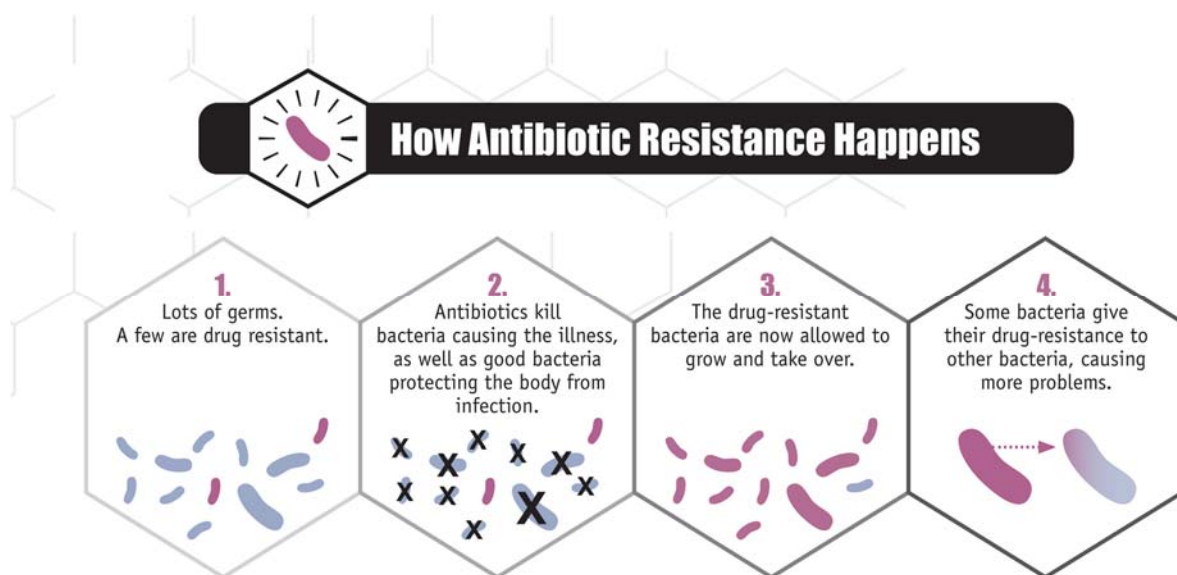 How Antibiotic Resistance Happens
1.
Lots of germs.
A few are drug resistant.
2.
Antibiotics kill
bacteria causing the illness,
as well as good bacteria
protecting the body from
infection.
X X X X X X X X X X
3.
The drug-resistant
bacteria are now allowed to
grow and take over.
4.
Some bacteria give
their drug-resistance to
other bacteria, causing
more problems.